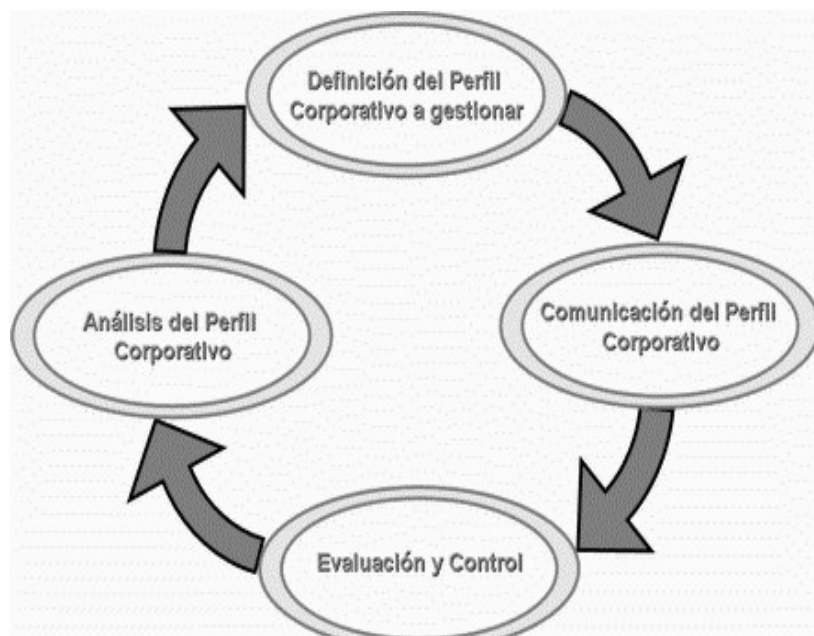 Definición del Perfil
Corporativo a gestionar
Análisis del Perfil
Corporativo
Comunicación del Perfil
Corporativo
Evaluación y Control